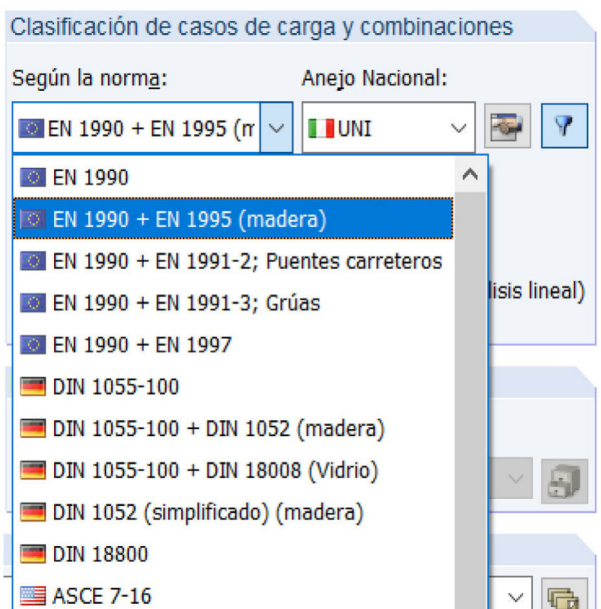 Clasificación de casos de carga y combinaciones
Según la norma: Anejo Nacional:
EN 1990 + EN 1995 (m UNI
EN 1990
EN 1990 + EN 1995 (madera)
EN 1990 + EN 1991-2; Puentes carreteros
EN 1990 + EN 1991-3; Grúas
lisis lineal)
EN 1990 + EN 1997
DIN 1055-100
DIN 1055-100 + DIN 1052 (madera)
DIN 1055-100 + DIN 18008 (Vidrio)
DIN 1052 (simplificado) (madera)
DIN 18800
ASCE 7-16